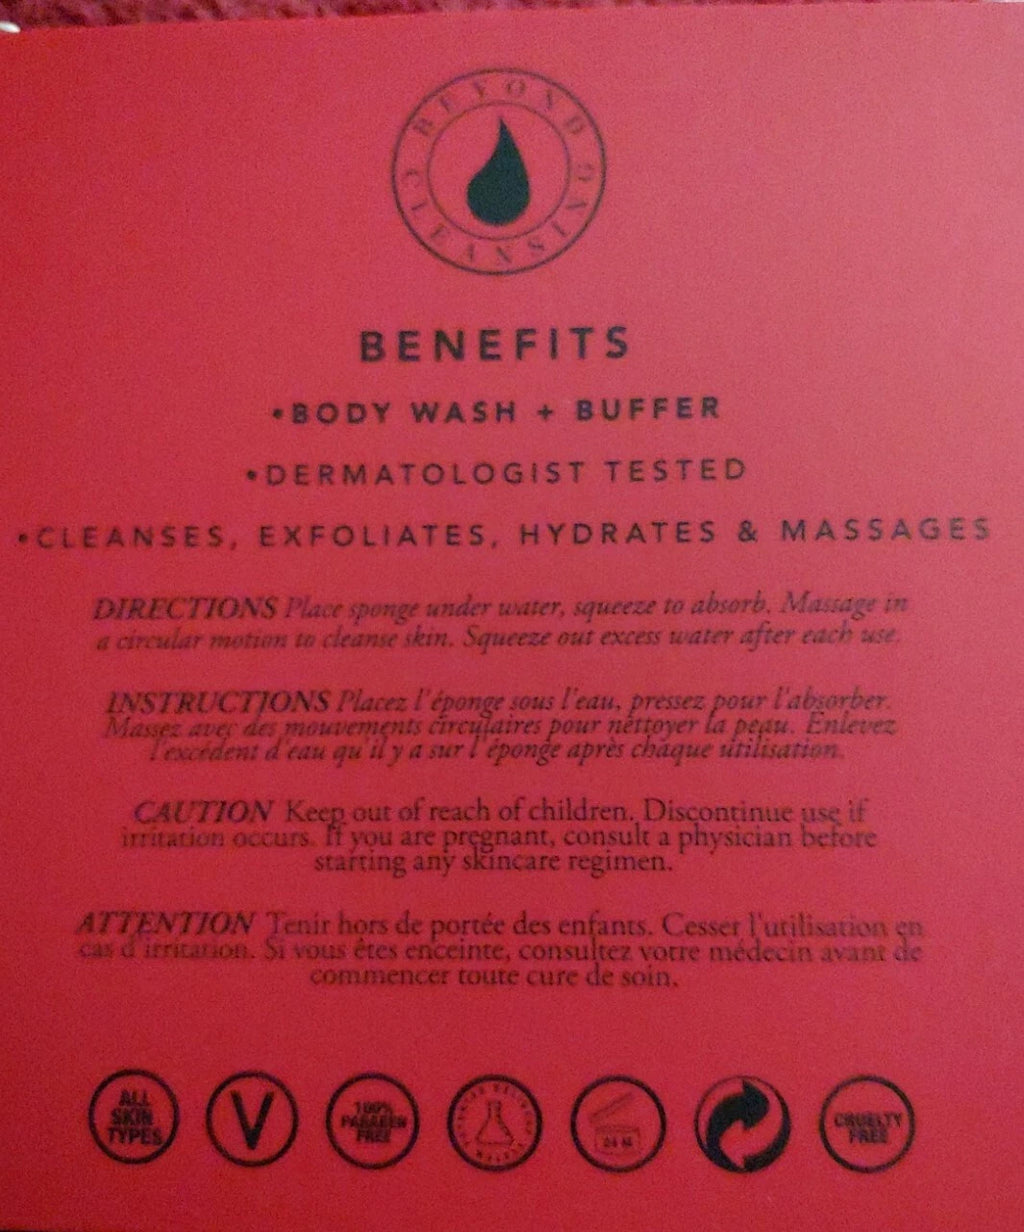 BEYOND CLEANSING
BENEFITS
•BODY WASH + BUFFER
•DERMATOLOGIST TESTED
•CLEANSES, EXFOLIATES, HYDRATES & MASSAGES
DIRECTIONS Place sponge under water, squeeze to absorb. Massage in
a circular motion to cleanse skin. Squeeze out excess water after each use.
INSTRUCTIONS Placez l'éponge sous l'eau, pressez pour l'absorber.
Massez avec des mouvements circulaires pour nettoyer la peau. Enlevez
l'excédent d'eau qu'il y a sur l'éponge après chaque utilisation.
CAUTION Keep out of reach of children. Discontinue use if
irritation occurs. If you are pregnant, consult a physician before
starting any skincare regimen.
ATTENTION Tenir hors de portée des enfants. Cesser l'utilisation en
cas d'irritation. Si vous êtes enceinte, consultez votre médecin avant de
commencer toute cure de soin.
ALL
SKIN
TYPES
V
100%
PARABEN
FREE
24 M
CRUELTY
FREE